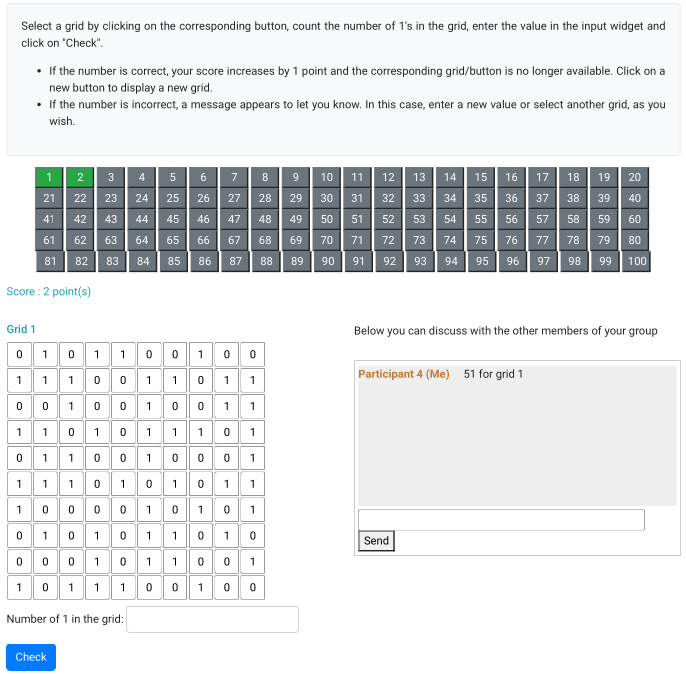 Select a grid by clicking on the corresponding button, count the number of 1's in the grid, enter the value in the input widget and
click on "Check".
• If the number is correct, your score increases by 1 point and the corresponding grid/button is no longer available. Click on a
new button to display a new grid.
• If the number is incorrect, a message appears to let you know. In this case, enter a new value or select another grid, as you
wish.
1 2 3 4 5 6 7 8 9 10 11 12 13 14 15 16 17 18 19 20
21 22 23 24 25 26 27 28 29 30 31 32 33 34 35 36 37 38 39 40
41 42 43 44 45 46 47 48 49 50 51 52 53 54 55 56 57 58 59 60
61 62 63 64 65 66 67 68 69 70 71 72 73 74 75 76 77 78 79 80
81 82 83 84 85 86 87 88 89 90 91 92 93 94 95 96 97 98 99 100
Score : 2 point(s)
Grid 1
0 1 0 1 1 0 0 1 0 0
1 1 1 0 0 1 1 0 1 1
0 0 1 0 0 1 0 0 1 1
1 1 0 1 0 1 1 1 0 1
0 1 1 0 0 1 0 0 0 1
1 1 1 0 1 0 1 0 1 1
1 0 0 0 0 1 0 1 0 1
0 1 0 1 0 1 1 0 1 0
0 0 0 1 0 1 1 0 0 1
1 0 1 1 1 0 0 1 0 0
Number of 1 in the grid:
Check
Below you can discuss with the other members of your group
Participant 4 (Me) 51 for grid 1
Send